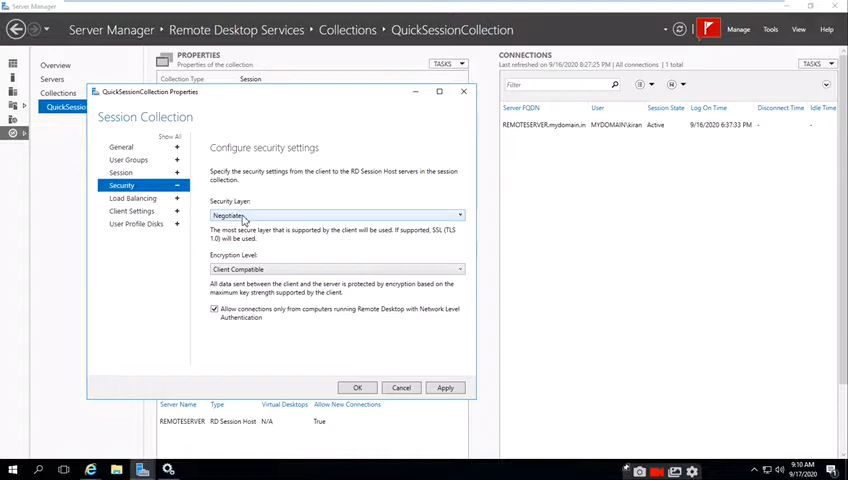 Server Manager
Server Manager › Remote Desktop Services › Collections › QuickSessionCollection
Manage Tools View Help
Overview
Servers
Collections
QuickSessio
PROPERTIES
Properties of the collection
TASKS
Collection Type Session
CONNECTIONS
Last refreshed on 9/16/2020 8:27:25 PM | All connections | 1 total
TASKS
Filter
Server FQDN User Session State Log On Time Disconnect Time Idle Time
REMOTESERVER.mydomain.in MYDOMAIN\kiran Active 9/16/2020 6:37:33 PM - -
QuickSessionCollection Properties
Session Collection
Show All
General +
User Groups +
Session +
Security –
Load Balancing +
Client Settings +
User Profile Disks +
Configure security settings
Specify the security settings from the client to the RD Session Host servers in the session
collection.
Security Layer:
Negotiate
The most secure layer that is supported by the client will be used. If supported, SSL (TLS
1.0) will be used.
Encryption Level:
Client Compatible
All data sent between the client and the server is protected by encryption based on the
maximum key strength supported by the client.
Allow connections only from computers running Remote Desktop with Network Level
Authentication
OK Cancel Apply
Server Name Type Virtual Desktops Allow New Connections
REMOTESERVER RD Session Host N/A True
9:10 AM
9/17/2020